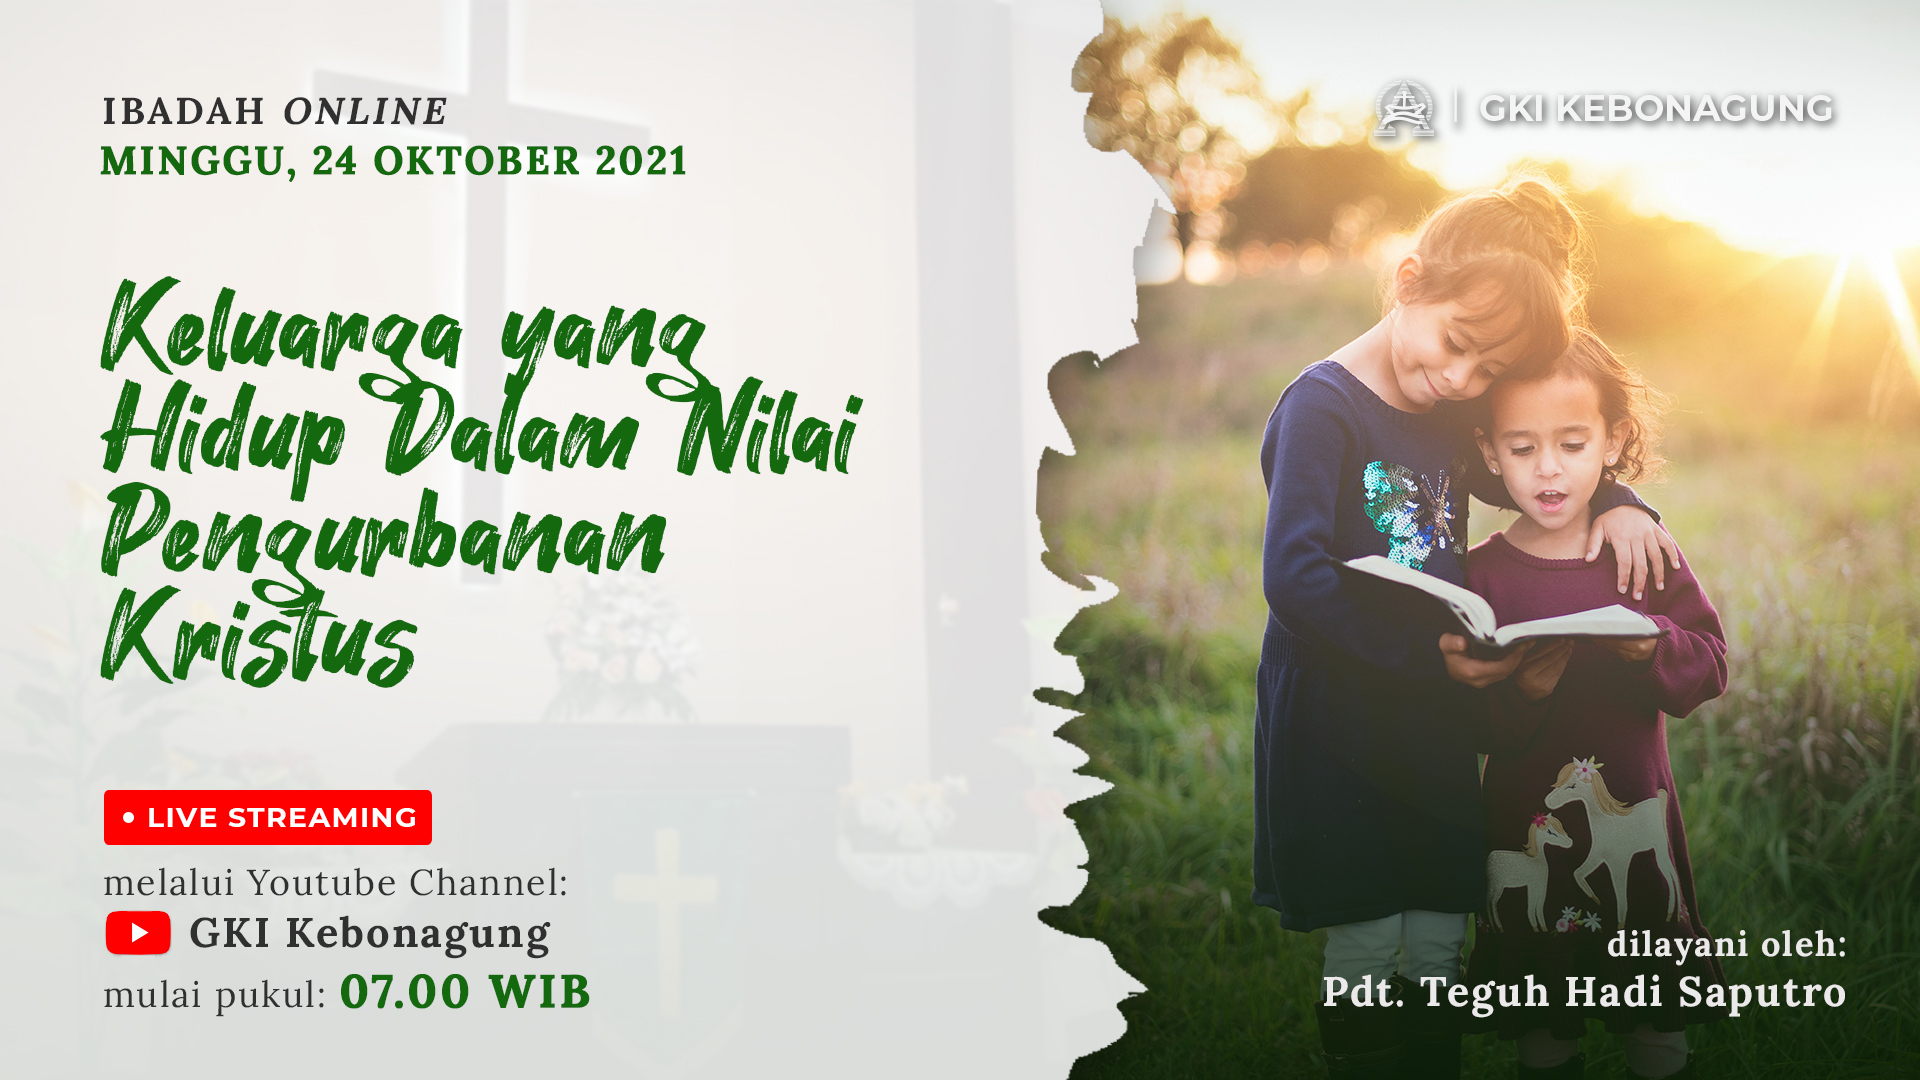 IBADAH ONLINE
MINGGU, 24 OKTOBER 2021
GKI KEBONAGUNG
Keluarga yang
Hidup Dalam Nilai
Pengurbanan
Kristus
• LIVE STREAMING
melalui Youtube Channel:
GKI Kebonagung
mulai pukul: 07.00 WIB
dilayani oleh:
Pdt. Teguh Hadi Saputro